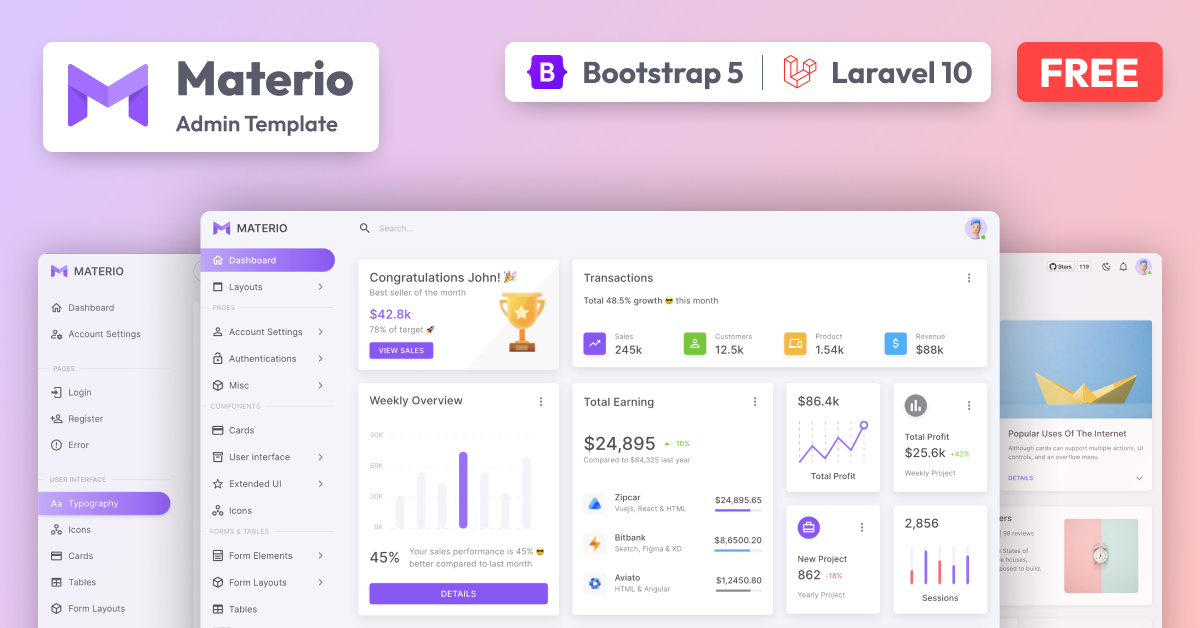 Materio
Admin Template
Bootstrap 5
Laravel 10
FREE
MATERIO
Dashboard
Account Settings
PAGES
Login
Register
Error
USER INTERFACE
Aa Typography
Icons
Cards
Tables
Form Layouts
MATERIO
Dashboard
Layouts
PAGES
Account Settings
Authentications
Misc
COMPONENTS
Cards
User interface
Extended UI
Icons
FORMS & TABLES
Form Elements
Form Layouts
Tables
Search...
Congratulations John! 🎉
Best seller of the month
$42.8k
78% of target 🚀
VIEW SALES
Transactions
Total 48.5% growth 😎 this month
Sales
245k
Customers
12.5k
Product
1.54k
Revenue
$88k
Weekly Overview
90K
60K
30K
0K
45%
Your sales performance is 45% 😎
better compared to last month
DETAILS
Total Earning
$24,895
10%
Compared to $84,325 last year
Zipcar
Vuejs, React & HTML
$24,895.65
Bitbank
Sketch, Figma & XD
$8,6500.20
Aviato
HTML & Angular
$1,2450.80
$86.4k
Total Profit
Total Profit
$25.6k +42%
Weekly Project
New Project
862 -18%
Yearly Project
2,856
Sessions
Stars
119
Popular Uses Of The Internet
Although cards can support multiple actions, UI
controls, and an overflow menu.
DETAILS
ers
98 reviews
States of
e houses,
posed to build.